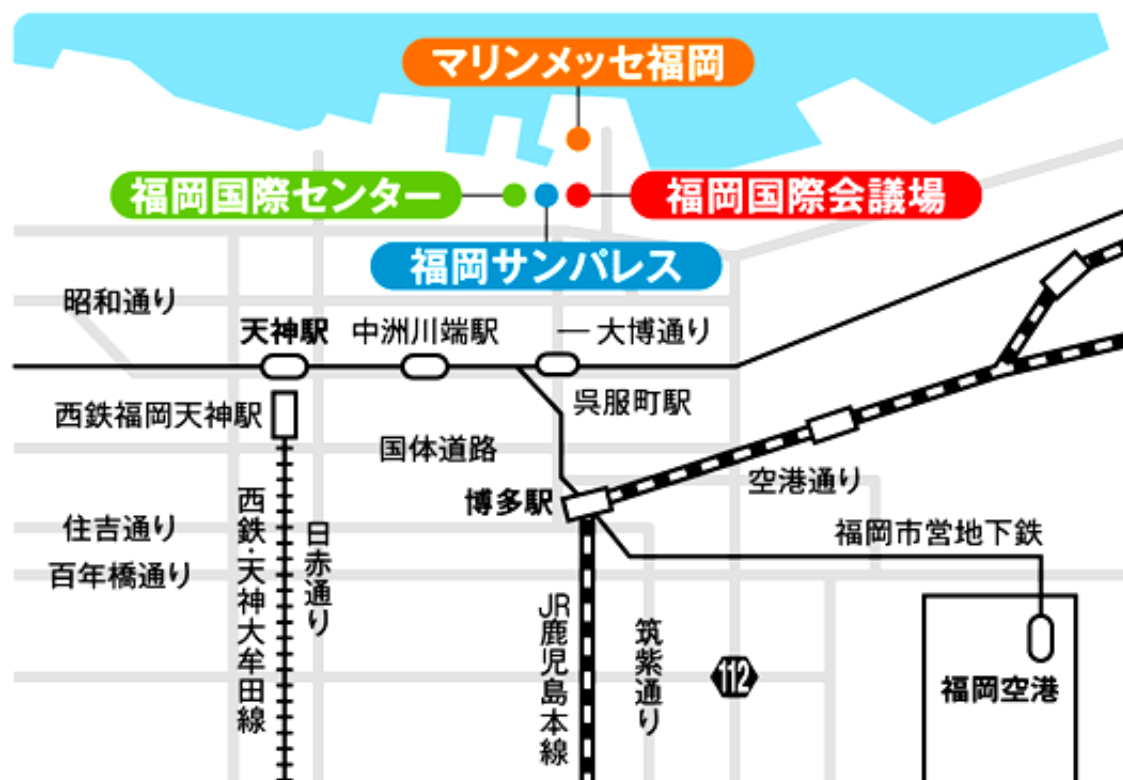 マリンメッセ福岡
福岡国際センター
福岡国際会議場
福岡サンパレス
昭和通り
天神駅
中洲川端駅
大博通り
西鉄福岡天神駅
呉服町駅
国体道路
博多駅
空港通り
住吉通り
百年橋通り
西鉄・天神大牟田線
日赤通り
福岡市営地下鉄
JR鹿児島本線
筑紫通り
112
福岡空港